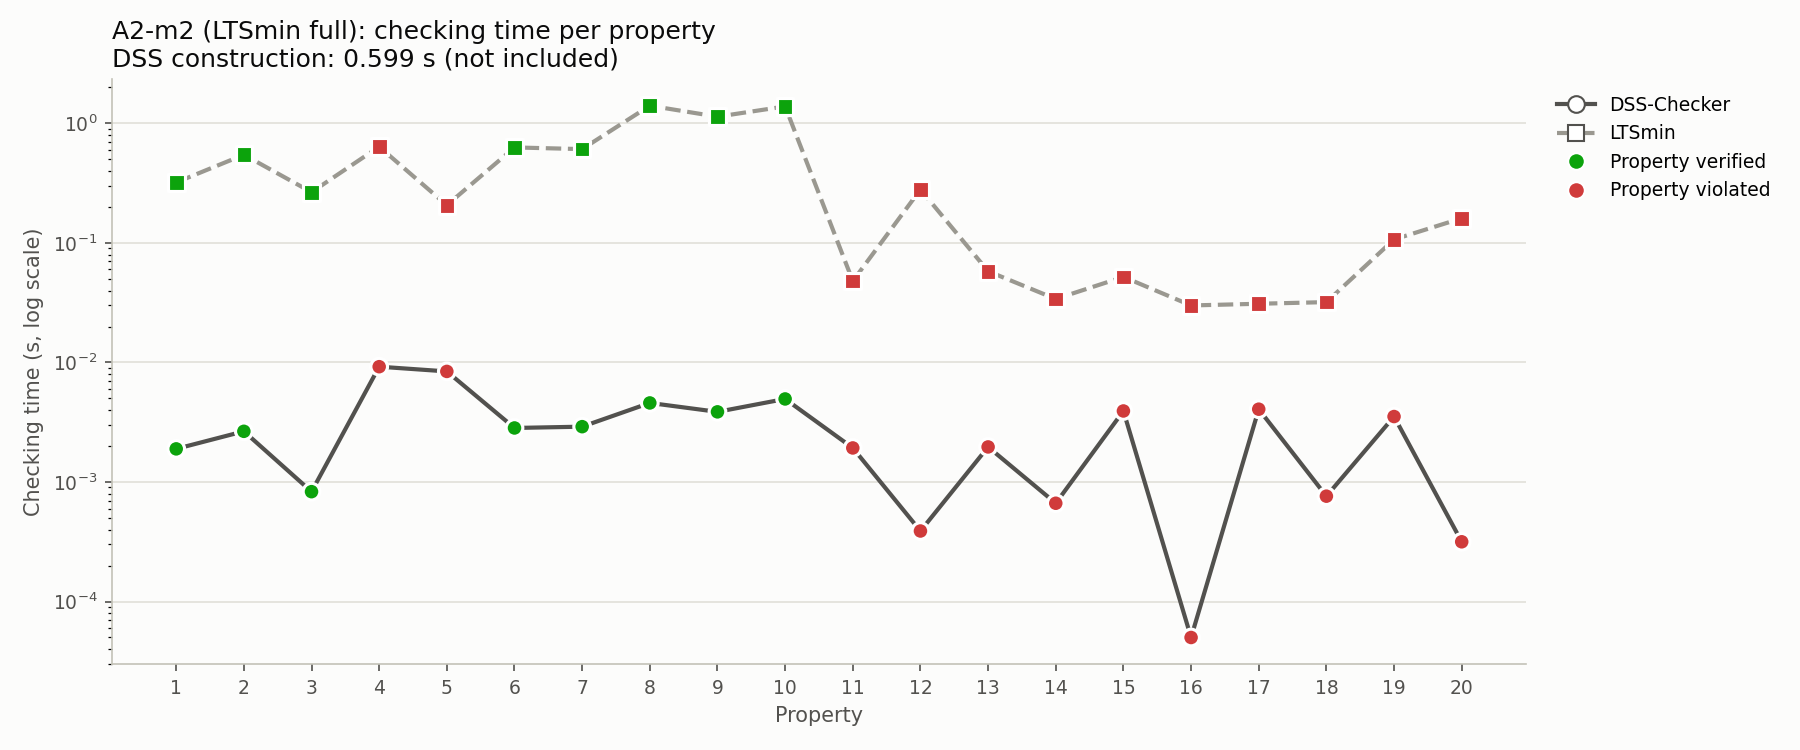 A2-m2 (LTSmin full): checking time per property
DSS construction: 0.599 s (not included)
DSS-Checker
LTSmin
Property verified
Property violated
Checking time (s, log scale)
10⁰
10⁻¹
10⁻²
10⁻³
10⁻⁴
1 2 3 4 5 6 7 8 9 10 11 12 13 14 15 16 17 18 19 20
Property